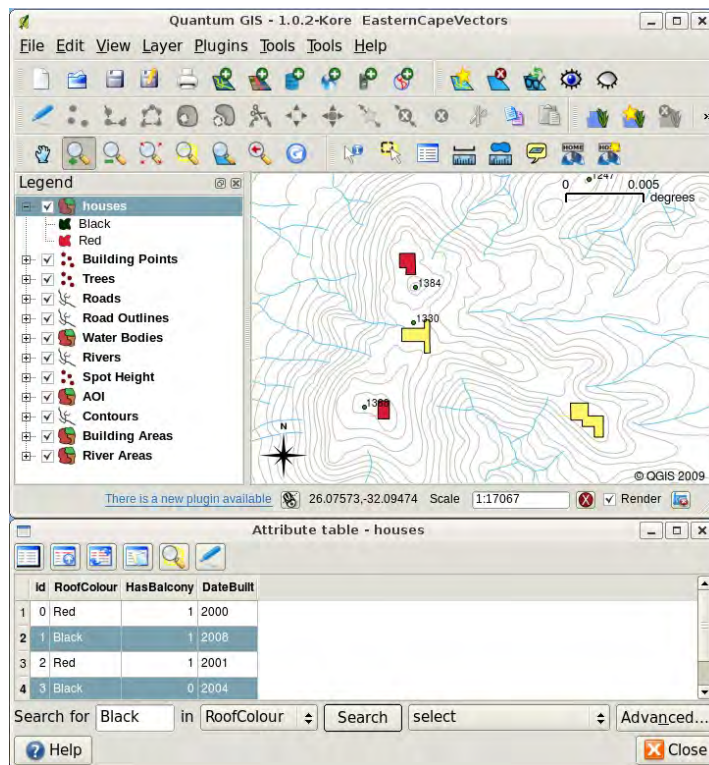 Quantum GIS - 1.0.2-Kore EasternCapeVectors
File Edit View Layer Plugins Tools Tools Help
HOME HO
»
Legend
houses
Black
Red
Building Points
Trees
Roads
Road Outlines
Water Bodies
Rivers
Spot Height
AOI
Contours
Building Areas
River Areas
1247
0 0.005
degrees
1384
1330
1388
N
© QGIS 2009
There is a new plugin available 26.07573,-32.09474 Scale 1:17067 Render
Attribute table - houses
id RoofColour HasBalcony DateBuilt
1 0 Red 1 2000
2 1 Black 1 2008
3 2 Red 1 2001
4 3 Black 0 2004
Search for Black in RoofColour Search select Advanced...
Help Close